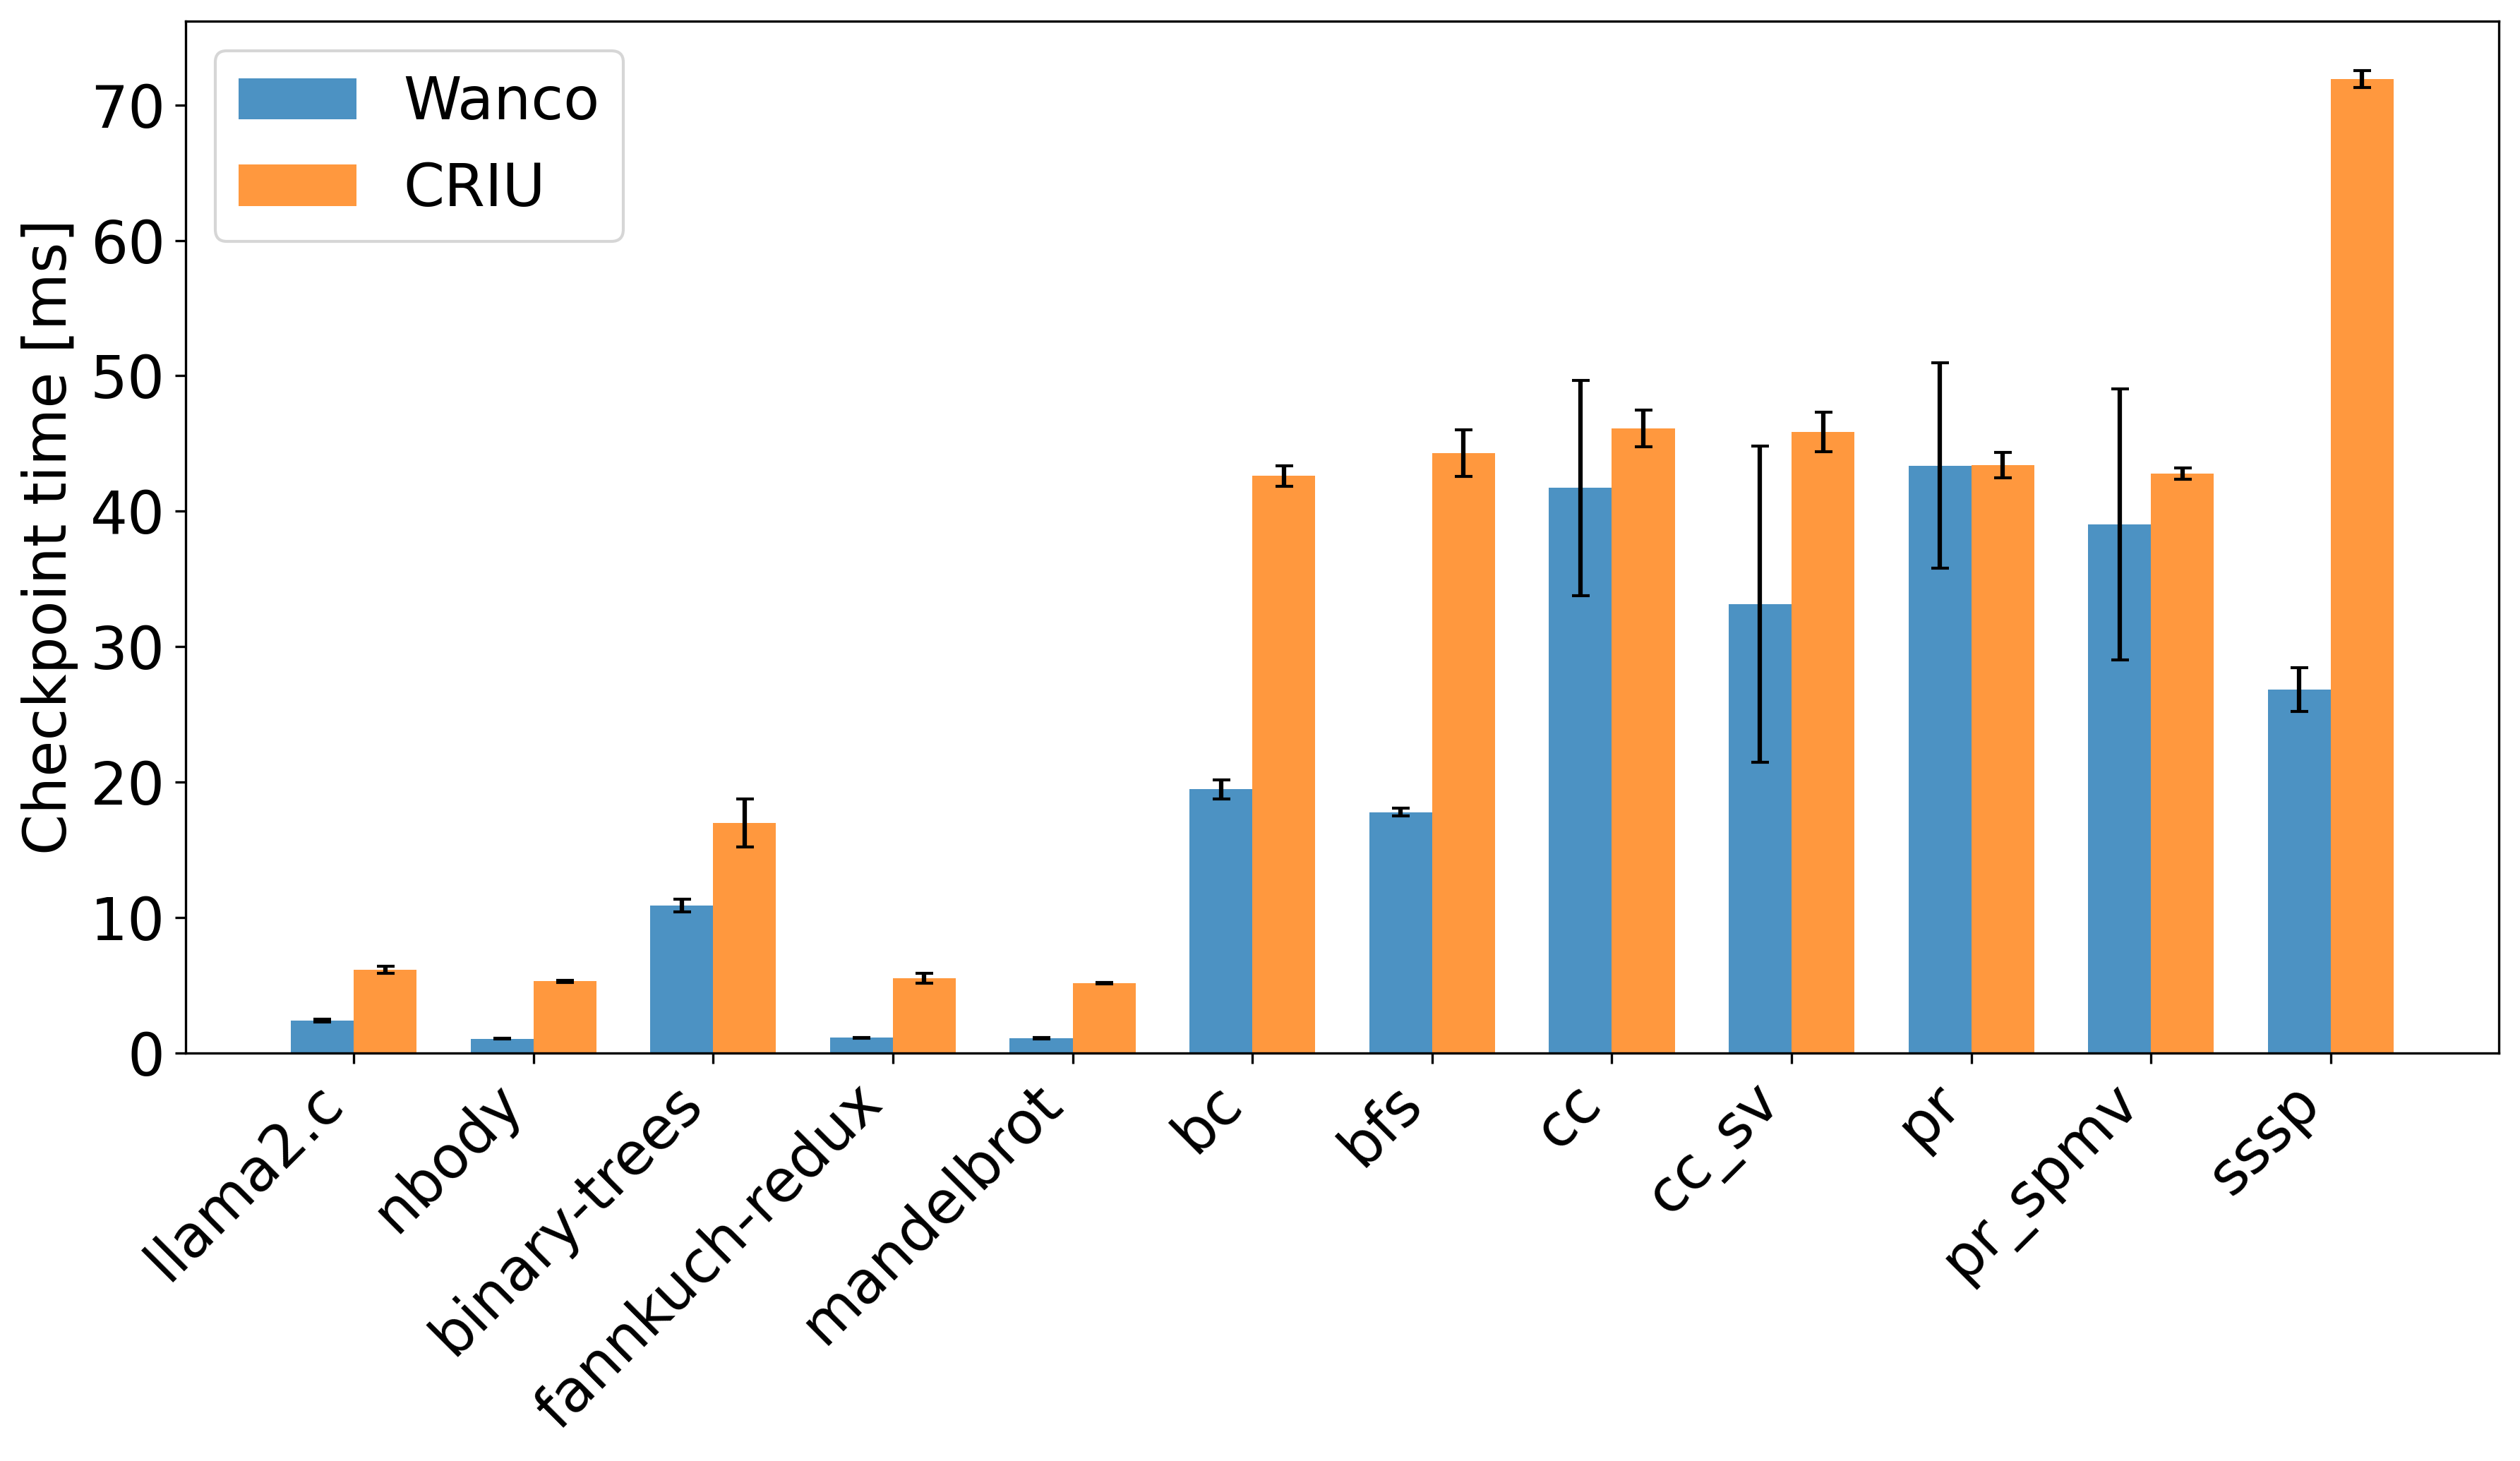 Wanco
CRIU
Checkpoint time [ms]
70
60
50
40
30
20
10
0
llama2.c
nbody
binary-trees
fannkuch-redux
mandelbrot
bc
bfs
cc
cc_sv
pr
pr_spmv
sssp